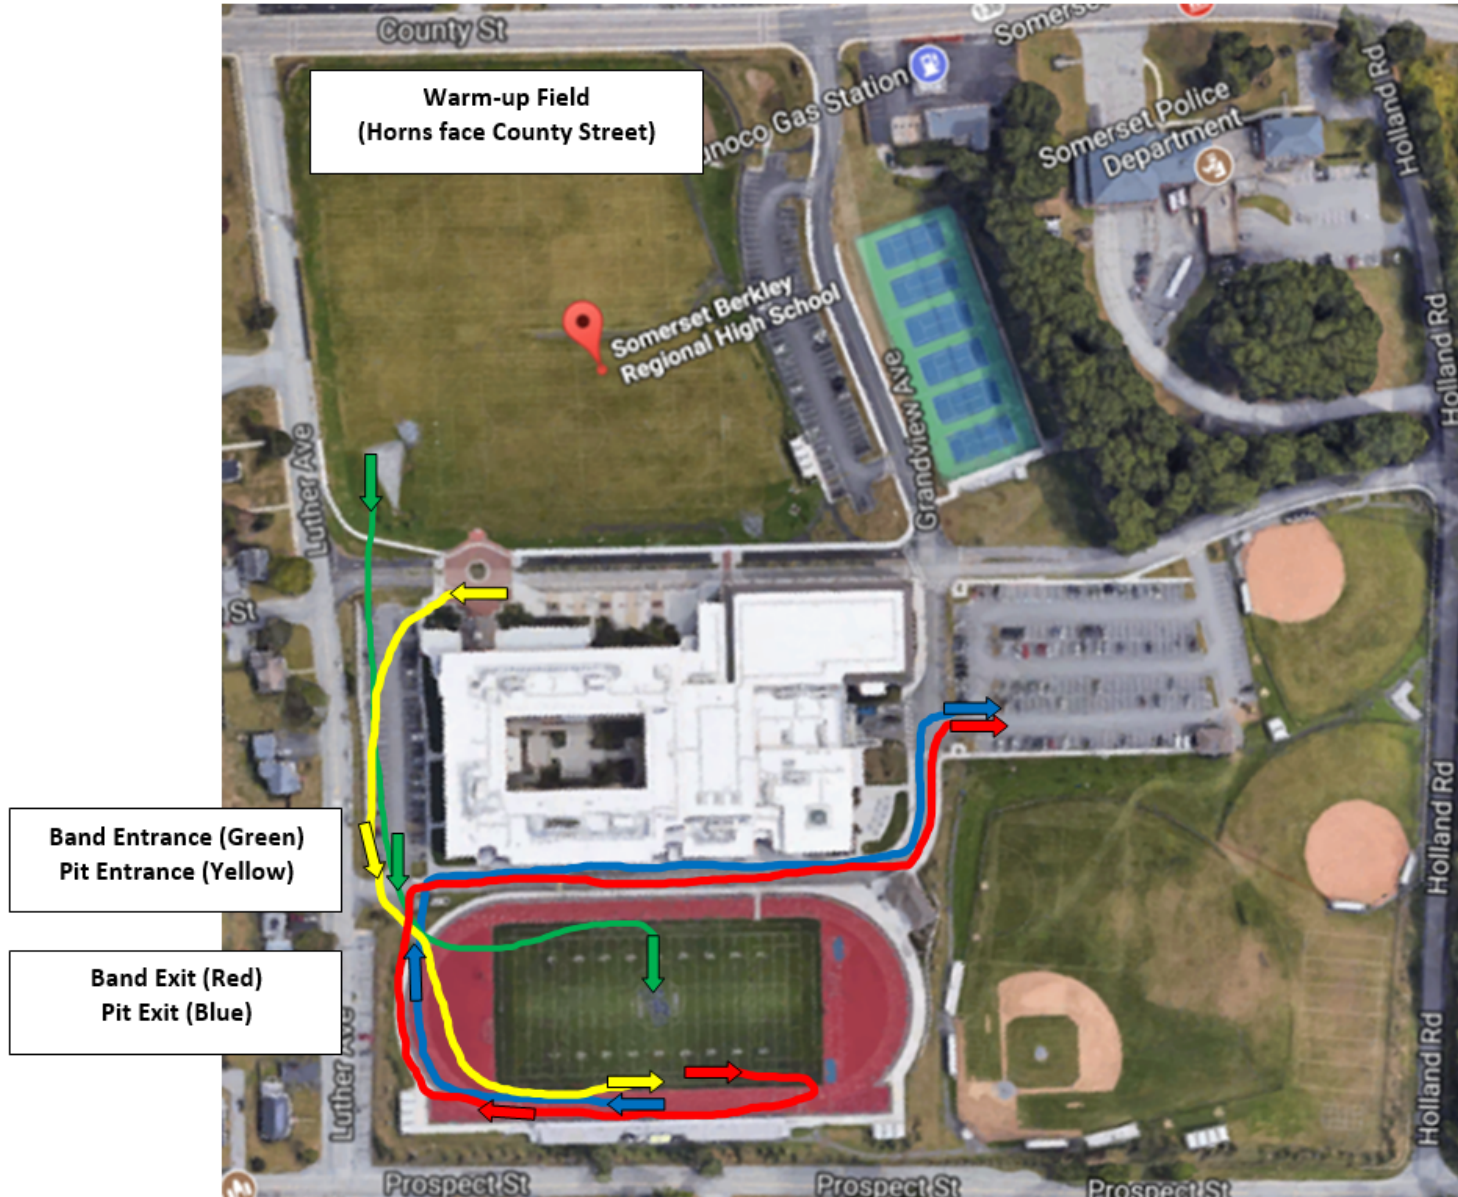 County St
Somerset
Warm-up Field
(Horns face County Street)
noco Gas Station
Somerset Police
Department
Holland Rd
Somerset Berkley
Regional High School
Holland Rd
Grandview Ave
Luther Ave
St
Band Entrance (Green)
Pit Entrance (Yellow)
Holland Rd
Band Exit (Red)
Pit Exit (Blue)
Luther Ave
Holland Rd
Prospect St
Prospect St
Prospect St